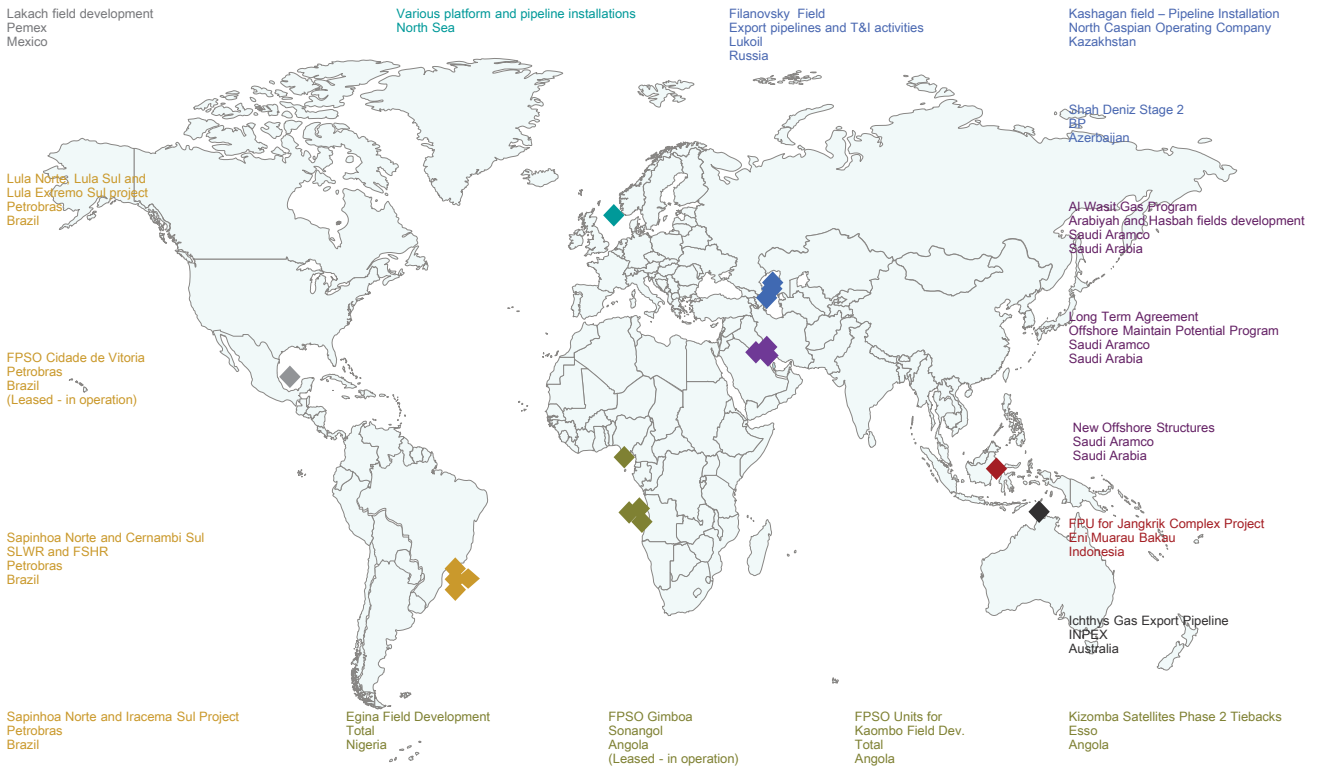 Lakach field development
Pemex
Mexico
Various platform and pipeline installations
North Sea
Filanovsky Field
Export pipelines and T&I activities
Lukoil
Russia
Kashagan field – Pipeline Installation
North Caspian Operating Company
Kazakhstan
Shah Deniz Stage 2
BP
Azerbaijan
Lula Norte, Lula Sul and
Lula Extremo Sul project
Petrobras
Brazil
Al Wasit Gas Program
Arabiyah and Hasbah fields development
Saudi Aramco
Saudi Arabia
Long Term Agreement
Offshore Maintain Potential Program
Saudi Aramco
Saudi Arabia
FPSO Cidade de Vitoria
Petrobras
Brazil
(Leased - in operation)
New Offshore Structures
Saudi Aramco
Saudi Arabia
FPU for Jangkrik Complex Project
Eni Muarau Bakau
Indonesia
Sapinhoa Norte and Cernambi Sul
SLWR and FSHR
Petrobras
Brazil
Ichthys Gas Export Pipeline
INPEX
Australia
Sapinhoa Norte and Iracema Sul Project
Petrobras
Brazil
Egina Field Development
Total
Nigeria
FPSO Gimboa
Sonangol
Angola
(Leased - in operation)
FPSO Units for
Kaombo Field Dev.
Total
Angola
Kizomba Satellites Phase 2 Tiebacks
Esso
Angola